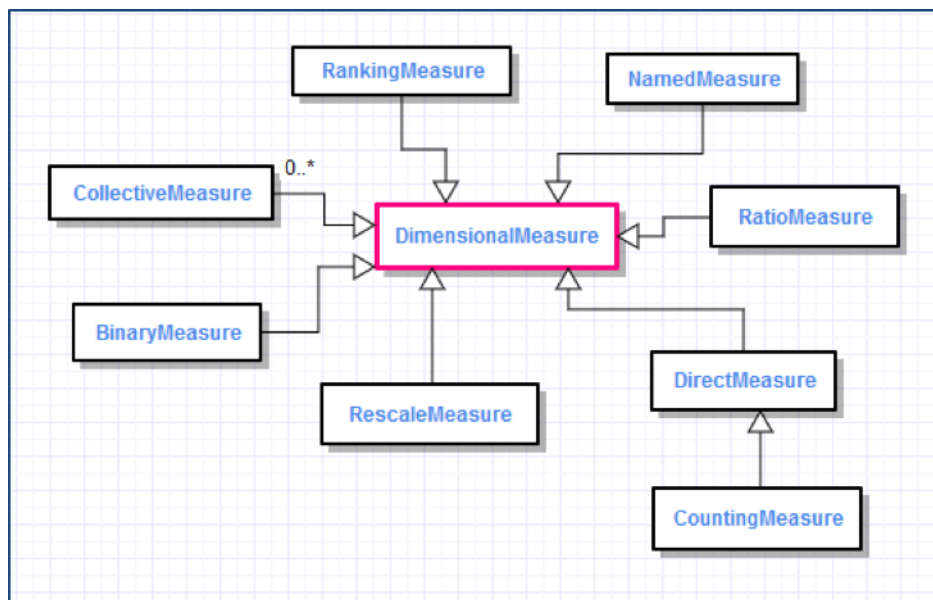 RankingMeasure
NamedMeasure
0..*
CollectiveMeasure
RatioMeasure
DimensionalMeasure
BinaryMeasure
DirectMeasure
RescaleMeasure
CountingMeasure